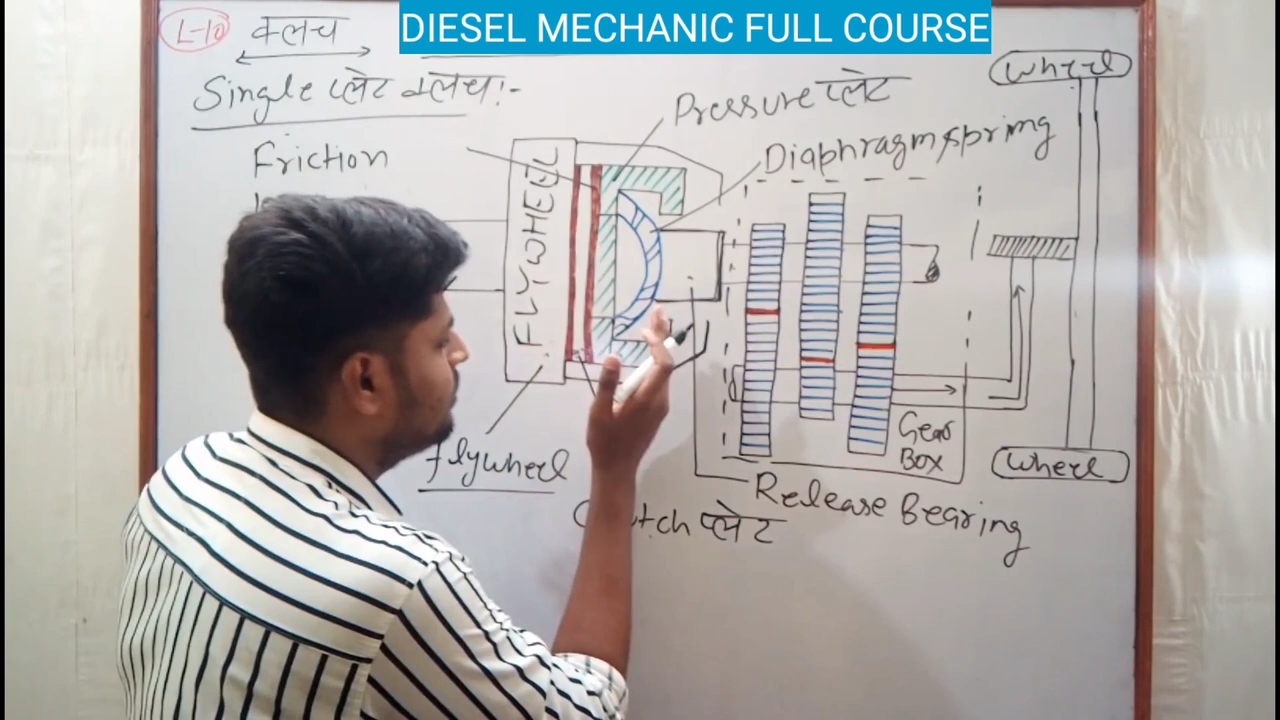 DIESEL MECHANIC FULL COURSE
L-10
क्लच
Single प्लेट क्लच:-
Friction
Pressure प्लेट
Diaphragm spring
FLYWHEEL
flywheel
प्लेट
Gear
BOX
Release Bearing
Wheel
Wheel